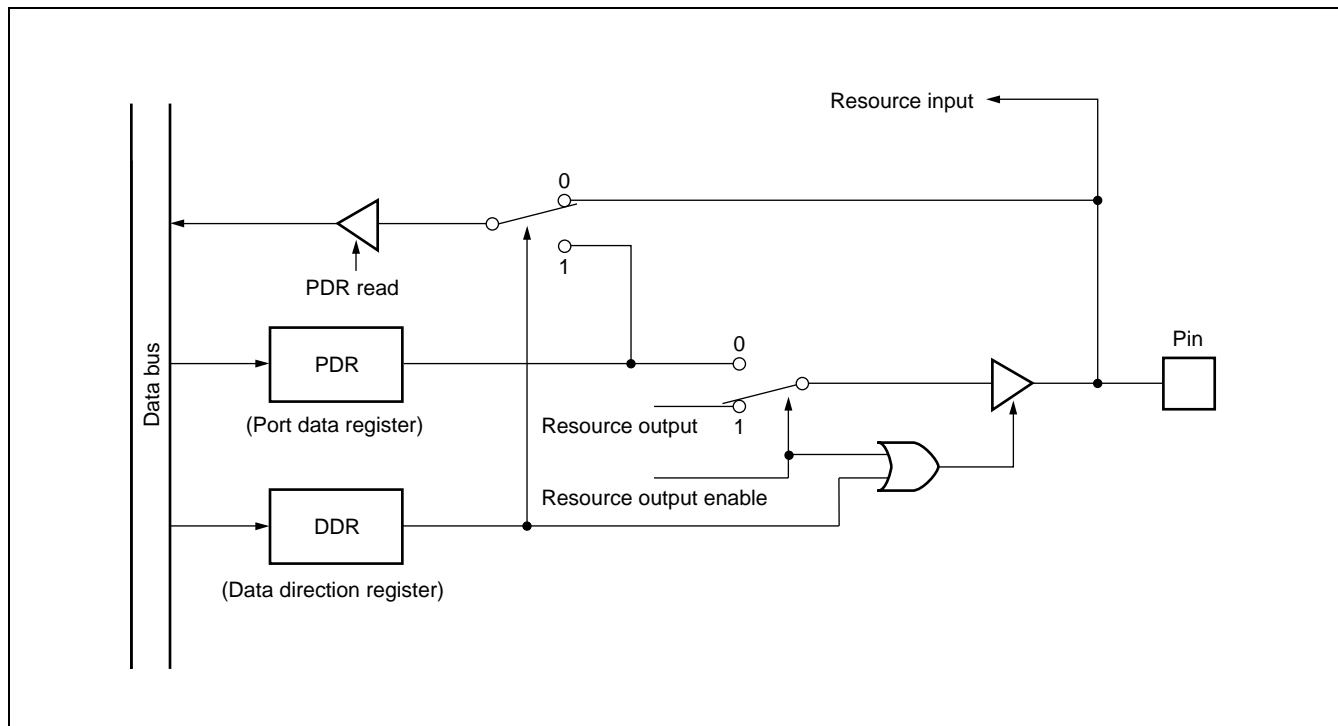 Resource input
0
1
PDR read
Data bus
PDR
(Port data register)
0
Pin
Resource output
1
Resource output enable
DDR
(Data direction register)